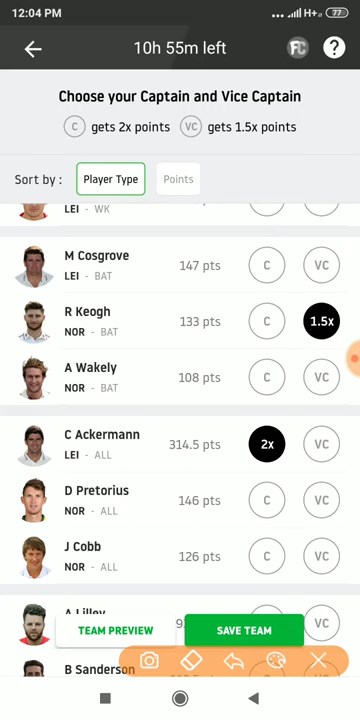 12:04 PM
H+
77
10h 55m left
FC
?
Choose your Captain and Vice Captain
C gets 2x points VC gets 1.5x points
Sort by : Player Type Points
LEI - WK
M Cosgrove
LEI - BAT
147 pts C VC
R Keogh
NOR - BAT
133 pts C 1.5x
A Wakely
NOR - BAT
108 pts C VC
C Ackermann
LEI - ALL
314.5 pts 2x VC
D Pretorius
NOR - ALL
146 pts C VC
J Cobb
NOR - ALL
126 pts C VC
A Lilley
VC
TEAM PREVIEW SAVE TEAM
B Sanderson